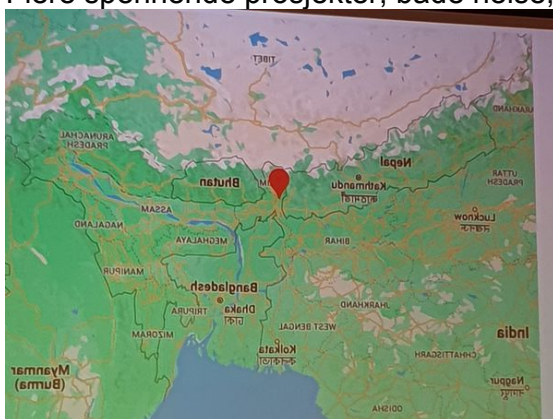 Flere spennende prosjekter, både helse,
TIBET
ARUNACHAL
PRADESH
Bhutan
Nepal
Kathmandu
काठमाडौं
UTTAR
PRADESH
ASSAM
Lucknow
लखनऊ
NAGALAND
MEGHALAYA
BIHAR
MANIPUR
Bangladesh
Dhaka
ঢাকা
TRIPURA
JHARKHAND
MIZORAM
WEST BENGAL
India
Kolkata
কলকাতা
CHHATTISGARH
Myanmar
(Burma)
Nagpur
नागपूर
ODISHA